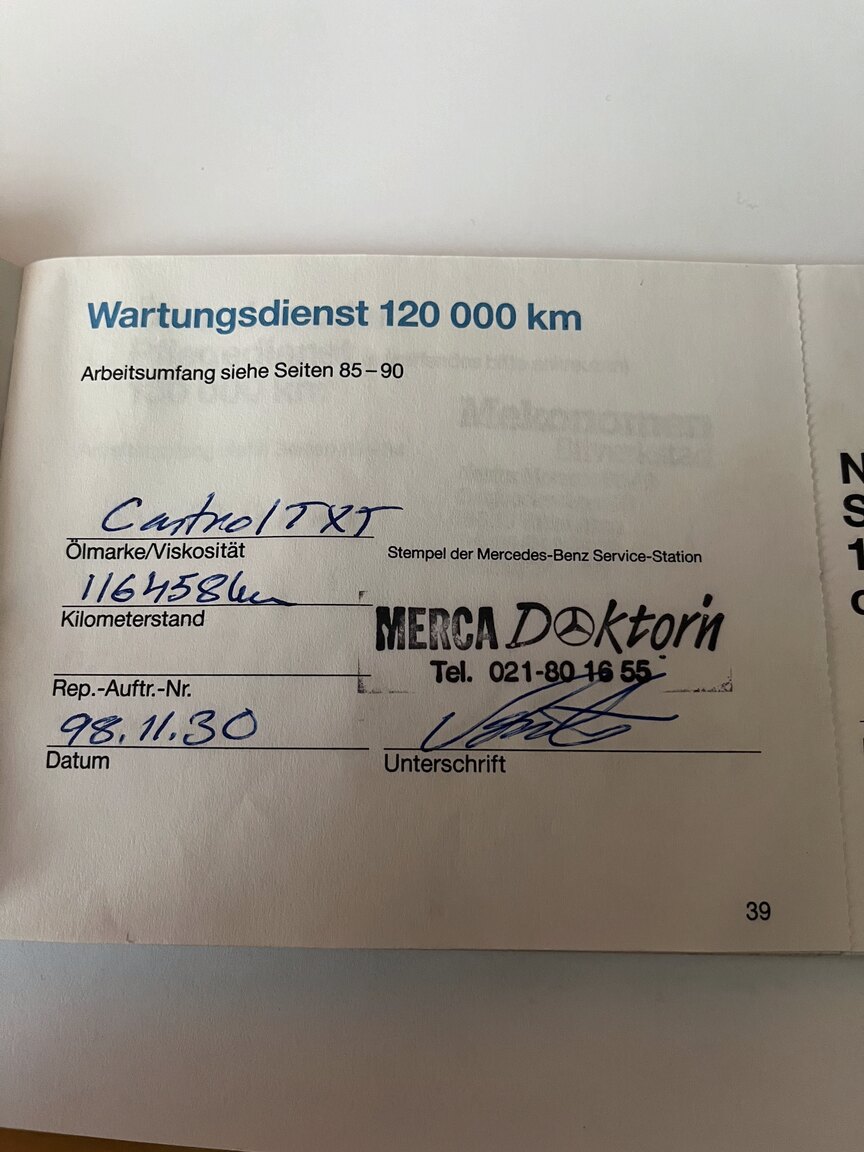 Wartungsdienst 120 000 km
Arbeitsumfang siehe Seiten 85–90
Castrol TXT
Ölmarke/Viskosität
Stempel der Mercedes-Benz Service-Station
116458km
Kilometerstand
MERCA Doktor'n
Tel. 021-80 16 55
Rep.-Auftr.-Nr.
98.11.30
Datum
Unterschrift
39